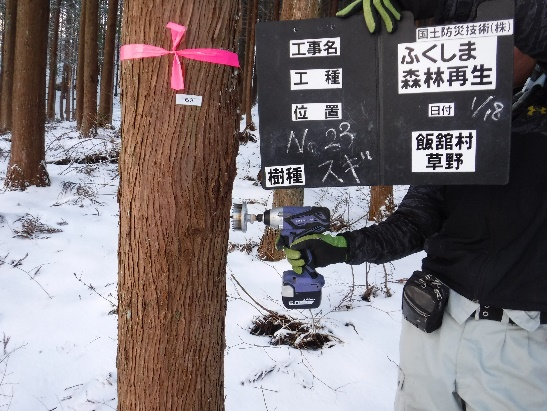 国土防災技術(株)
工事名
ふくしま
森林再生
工種
位置
日付 1/18
No.23
飯舘村
草野
樹種 スギ